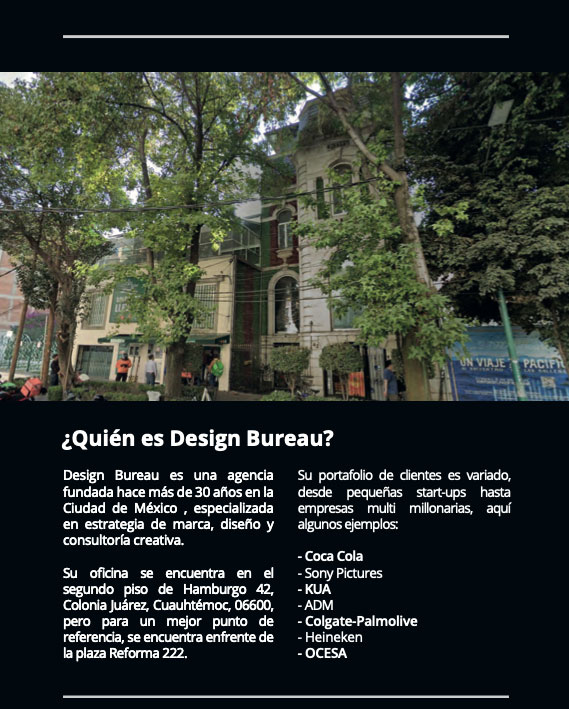 UN VIAJE
PACIFIC
¿Quién es Design Bureau?
Design Bureau es una agencia
fundada hace más de 30 años en la
Ciudad de México , especializada
en estrategia de marca, diseño y
consultoría creativa.
Su oficina se encuentra en el
segundo piso de Hamburgo 42,
Colonia Juárez, Cuauhtémoc, 06600,
pero para un mejor punto de
referencia, se encuentra enfrente de
la plaza Reforma 222.
Su portafolio de clientes es variado,
desde pequeñas start-ups hasta
empresas multi millonarias, aquí
algunos ejemplos:
- Coca Cola
- Sony Pictures
- KUA
- ADM
- Colgate-Palmolive
- Heineken
- OCESA